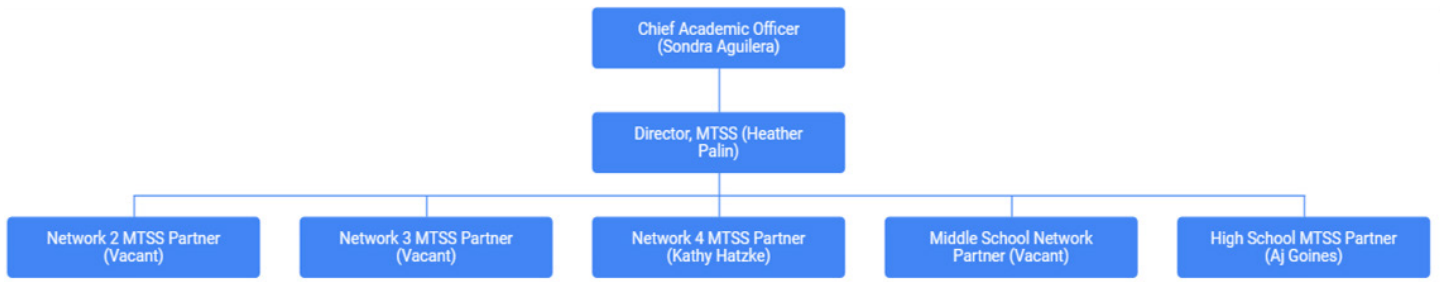 Chief Academic Officer
(Sondra Aguilera)
Director, MTSS (Heather
Palin)
Network 2 MTSS Partner
(Vacant)
Network 3 MTSS Partner
(Vacant)
Network 4 MTSS Partner
(Kathy Hatzke)
Middle School Network
Partner (Vacant)
High School MTSS Partner
(Aj Goines)